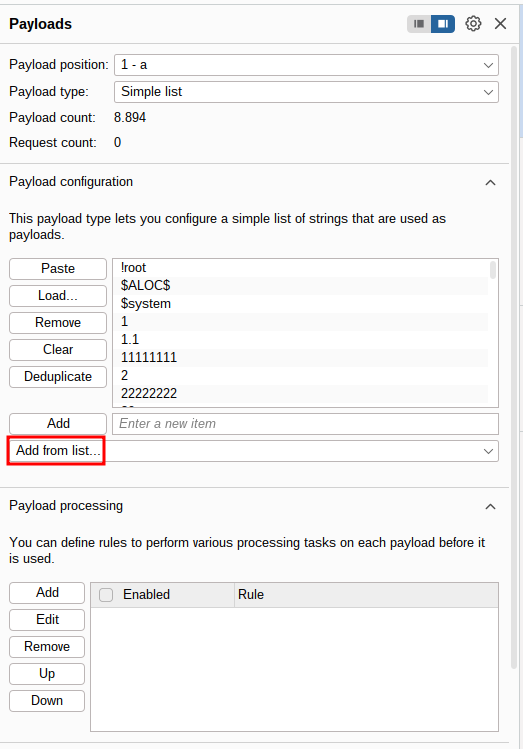 Payloads
Payload position: 1 - a
Payload type: Simple list
Payload count: 8.894
Request count: 0
Payload configuration
This payload type lets you configure a simple list of strings that are used as
payloads.
Paste
Load...
Remove
Clear
Deduplicate
!root
$ALOC$
$system
1
1.1
11111111
2
22222222
Add
Enter a new item
Add from list...
Payload processing
You can define rules to perform various processing tasks on each payload before it
is used.
Add
Edit
Remove
Up
Down
Enabled
Rule